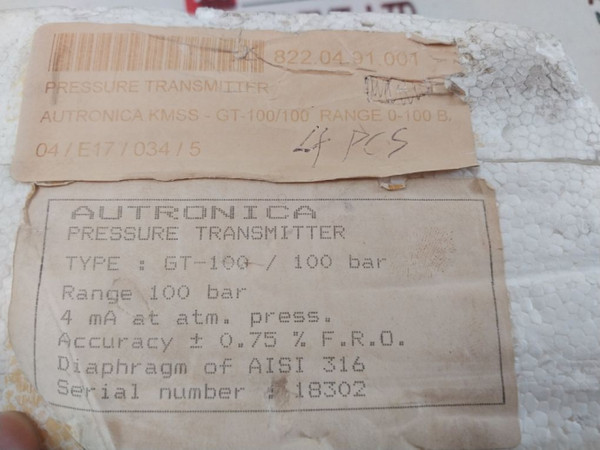 822.04.01.001
PRESSURE TRANSMITTER
AUTRONICA KMSS - GT-100/100 RANGE 0-100 B.
04 / E17 / 034 / 5
4 PCS
AUTRONICA
PRESSURE TRANSMITTER
TYPE : GT-100 / 100 bar
Range 100 bar
4 mA at atm. press.
Accuracy ± 0.75 % F.R.O.
Diaphragm of AISI 316
Serial number : 18302